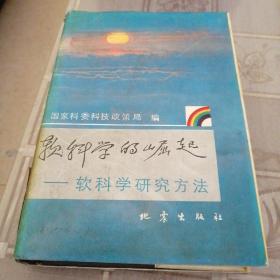 国家科委科技政策局 编
软科学的崛起
——软科学研究方法
地震出版社